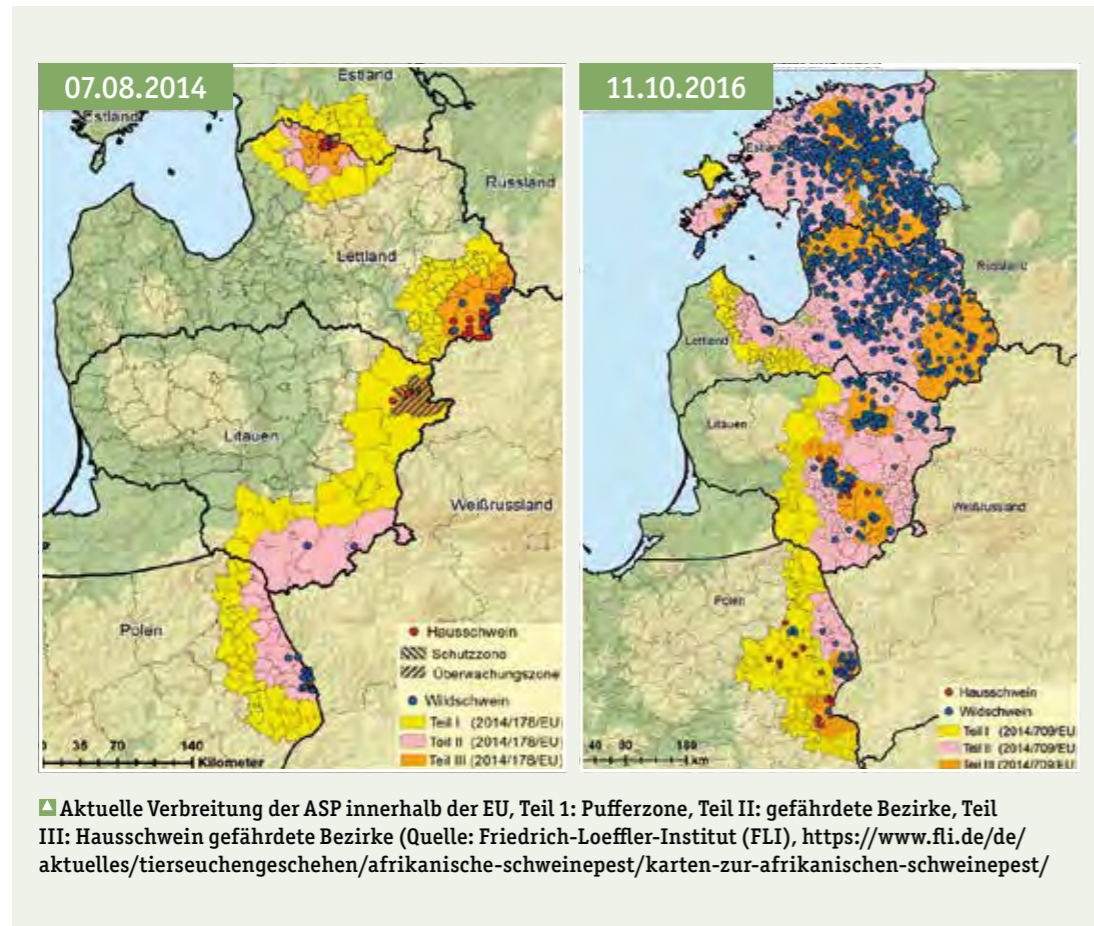 07.08.2014
Estland
Estland
Russland
Lettland
Litauen
Weißrussland
Polen
Hausschwein
Schutzzone
Überwachungszone
Wildschwein
Teil I (2014/178/EU)
Teil II (2014/178/EU)
Teil III (2014/178/EU)
35 70 140
Kilometer
11.10.2016
Estland
Russland
Lettland
Litauen
Weißrussland
Polen
Hausschwein
Wildschwein
Teil I (2014/709/EU
Teil II (2014/709/EU
Teil III (2014/709/EU
40 80
km
Aktuelle Verbreitung der ASP innerhalb der EU, Teil 1: Pufferzone, Teil II: gefährdete Bezirke, Teil
III: Hausschwein gefährdete Bezirke (Quelle: Friedrich-Loeffler-Institut (FLI), https://www.fli.de/de/
aktuelles/tierseuchengeschehen/afrikanische-schweinepest/karten-zur-afrikanischen-schweinepest/